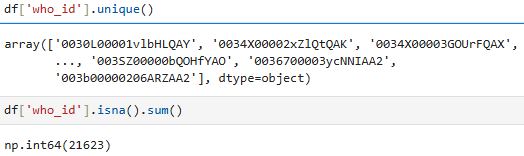 df['who_id'].unique()
array(['0030L00001vlbHLQAY', '0034X00002xZlQtQAK', '0034X00003GOUrFQAX',
..., '003SZ00000bQOHfYAO', '0036700003ycNNIAA2',
'003b00000206ARZAA2'], dtype=object)
df['who_id'].isna().sum()
np.int64(21623)